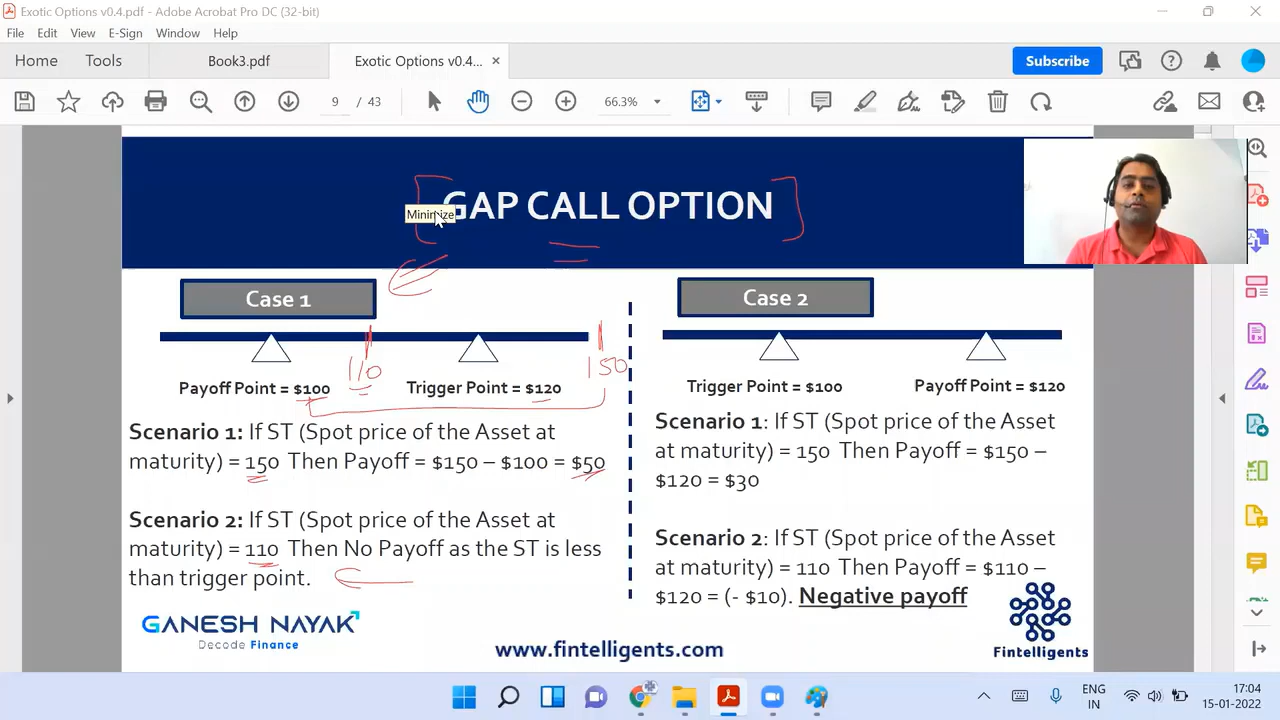 Exotic Options v0.4.pdf - Adobe Acrobat Pro DC (32-bit)
File Edit View E-Sign Window Help
Home Tools Book3.pdf Exotic Options v0.4... × Subscribe
9 / 43 66.3%
GAP CALL OPTION
Minimize
Case 1
110
150
Payoff Point = $100 Trigger Point = $120
Scenario 1: If ST (Spot price of the Asset at
maturity) = 150 Then Payoff = $150 – $100 = $50
Scenario 2: If ST (Spot price of the Asset at
maturity) = 110 Then No Payoff as the ST is less
than trigger point.
Case 2
Trigger Point = $100 Payoff Point = $120
Scenario 1: If ST (Spot price of the Asset
at maturity) = 150 Then Payoff = $150 –
$120 = $30
Scenario 2: If ST (Spot price of the Asset
at maturity) = 110 Then Payoff = $110 –
$120 = (- $10). Negative payoff
GANESH NAYAK
Decode Finance
www.fintelligents.com
Fintelligents
ENG
IN
17:04
15-01-2022